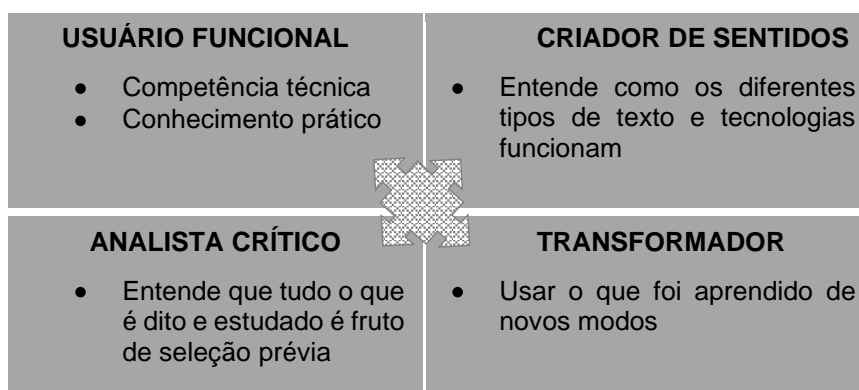 USUÁRIO FUNCIONAL
● Competência técnica
● Conhecimento prático
CRIADOR DE SENTIDOS
● Entende como os diferentes
tipos de texto e tecnologias
funcionam
ANALISTA CRÍTICO
● Entende que tudo o que
é dito e estudado é fruto
de seleção prévia
TRANSFORMADOR
● Usar o que foi aprendido de
novos modos